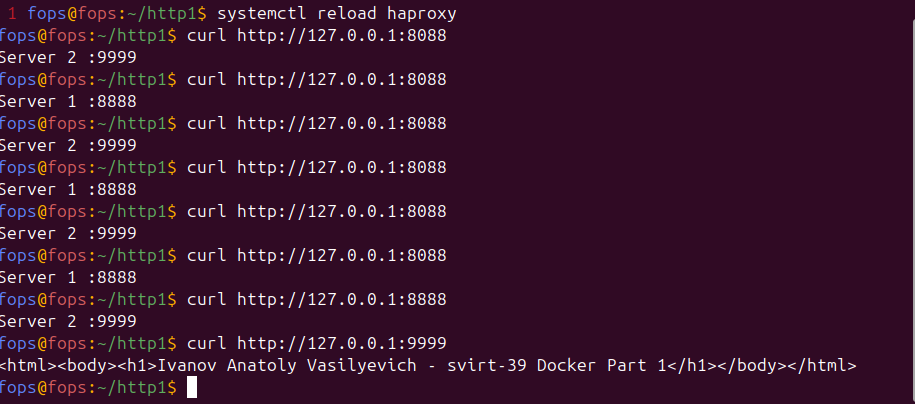 1 fops@fops:~/http1$ systemctl reload haproxy
fops@fops:~/http1$ curl http://127.0.0.1:8088
Server 2 :9999
fops@fops:~/http1$ curl http://127.0.0.1:8088
Server 1 :8888
fops@fops:~/http1$ curl http://127.0.0.1:8088
Server 2 :9999
fops@fops:~/http1$ curl http://127.0.0.1:8088
Server 1 :8888
fops@fops:~/http1$ curl http://127.0.0.1:8088
Server 2 :9999
fops@fops:~/http1$ curl http://127.0.0.1:8088
Server 1 :8888
fops@fops:~/http1$ curl http://127.0.0.1:8888
Server 2 :9999
fops@fops:~/http1$ curl http://127.0.0.1:9999
<html><body><h1>Ivanov Anatoly Vasilyevich - svirt-39 Docker Part 1</h1></body></html>
fops@fops:~/http1$